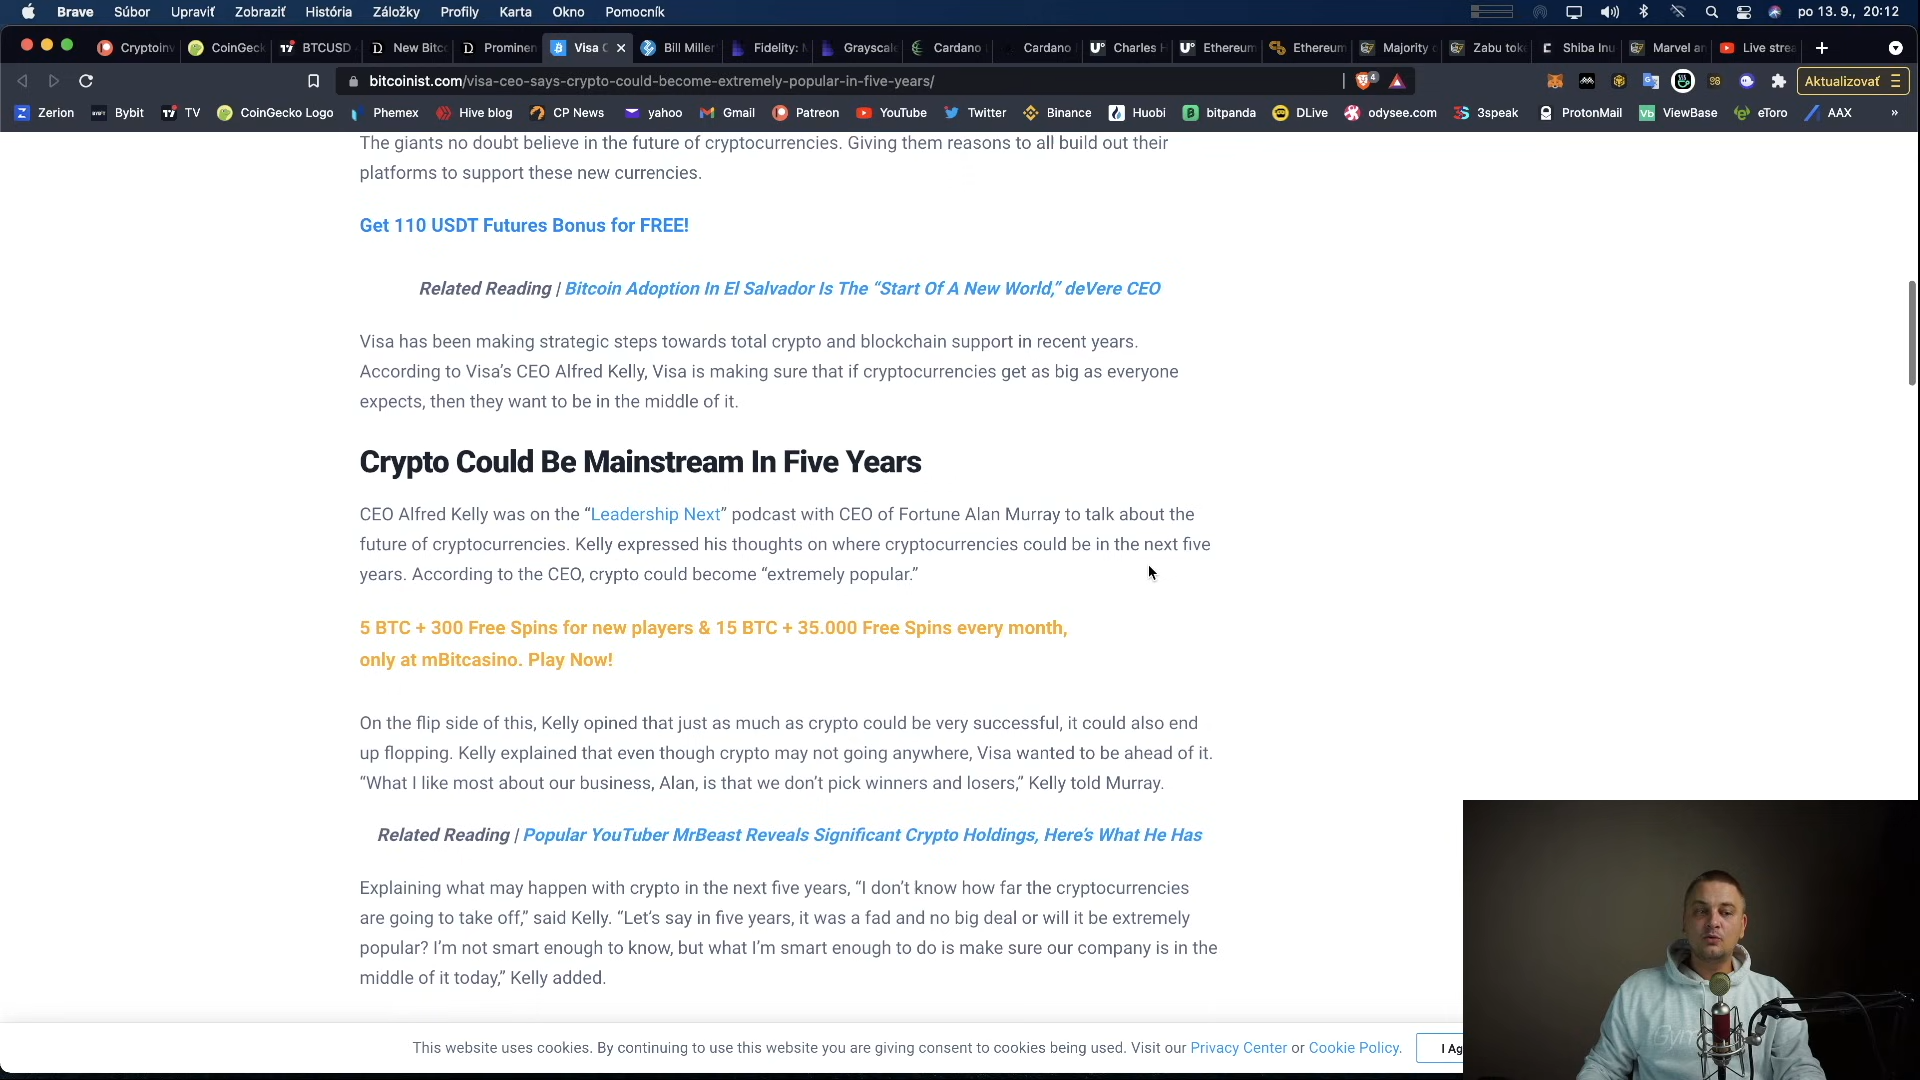 Brave Súbor Upraviť Zobraziť História Záložky Profily Karta Okno Pomocník po 13. 9., 20:12
Cryptoinv CoinGeck BTCUSD New Bitc Prominen Visa C Bill Miller Fidelity: Grayscale Cardano Cardano Charles H Ethereum Ethereum Majority Zabu tok Shiba Inu Marvel an Live strea
bitcoinist.com/visa-ceo-says-crypto-could-become-extremely-popular-in-five-years/ 4 Aktualizovať
Zerion Bybit TV CoinGecko Logo Phemex Hive blog CP News yahoo Gmail Patreon YouTube Twitter Binance Huobi bitpanda DLive odysee.com 3speak ProtonMail ViewBase eToro AAX »
The giants no doubt believe in the future of cryptocurrencies. Giving them reasons to all build out their
platforms to support these new currencies.
Get 110 USDT Futures Bonus for FREE!
Related Reading | Bitcoin Adoption In El Salvador Is The “Start Of A New World,” deVere CEO
Visa has been making strategic steps towards total crypto and blockchain support in recent years.
According to Visa’s CEO Alfred Kelly, Visa is making sure that if cryptocurrencies get as big as everyone
expects, then they want to be in the middle of it.
Crypto Could Be Mainstream In Five Years
CEO Alfred Kelly was on the “Leadership Next” podcast with CEO of Fortune Alan Murray to talk about the
future of cryptocurrencies. Kelly expressed his thoughts on where cryptocurrencies could be in the next five
years. According to the CEO, crypto could become “extremely popular.”
5 BTC + 300 Free Spins for new players & 15 BTC + 35.000 Free Spins every month,
only at mBitcasino. Play Now!
On the flip side of this, Kelly opined that just as much as crypto could be very successful, it could also end
up flopping. Kelly explained that even though crypto may not going anywhere, Visa wanted to be ahead of it.
“What I like most about our business, Alan, is that we don’t pick winners and losers,” Kelly told Murray.
Related Reading | Popular YouTuber MrBeast Reveals Significant Crypto Holdings, Here’s What He Has
Explaining what may happen with crypto in the next five years, “I don’t know how far the cryptocurrencies
are going to take off,” said Kelly. “Let’s say in five years, it was a fad and no big deal or will it be extremely
popular? I’m not smart enough to know, but what I’m smart enough to do is make sure our company is in the
middle of it today,” Kelly added.
This website uses cookies. By continuing to use this website you are giving consent to cookies being used. Visit our Privacy Center or Cookie Policy. I Ag